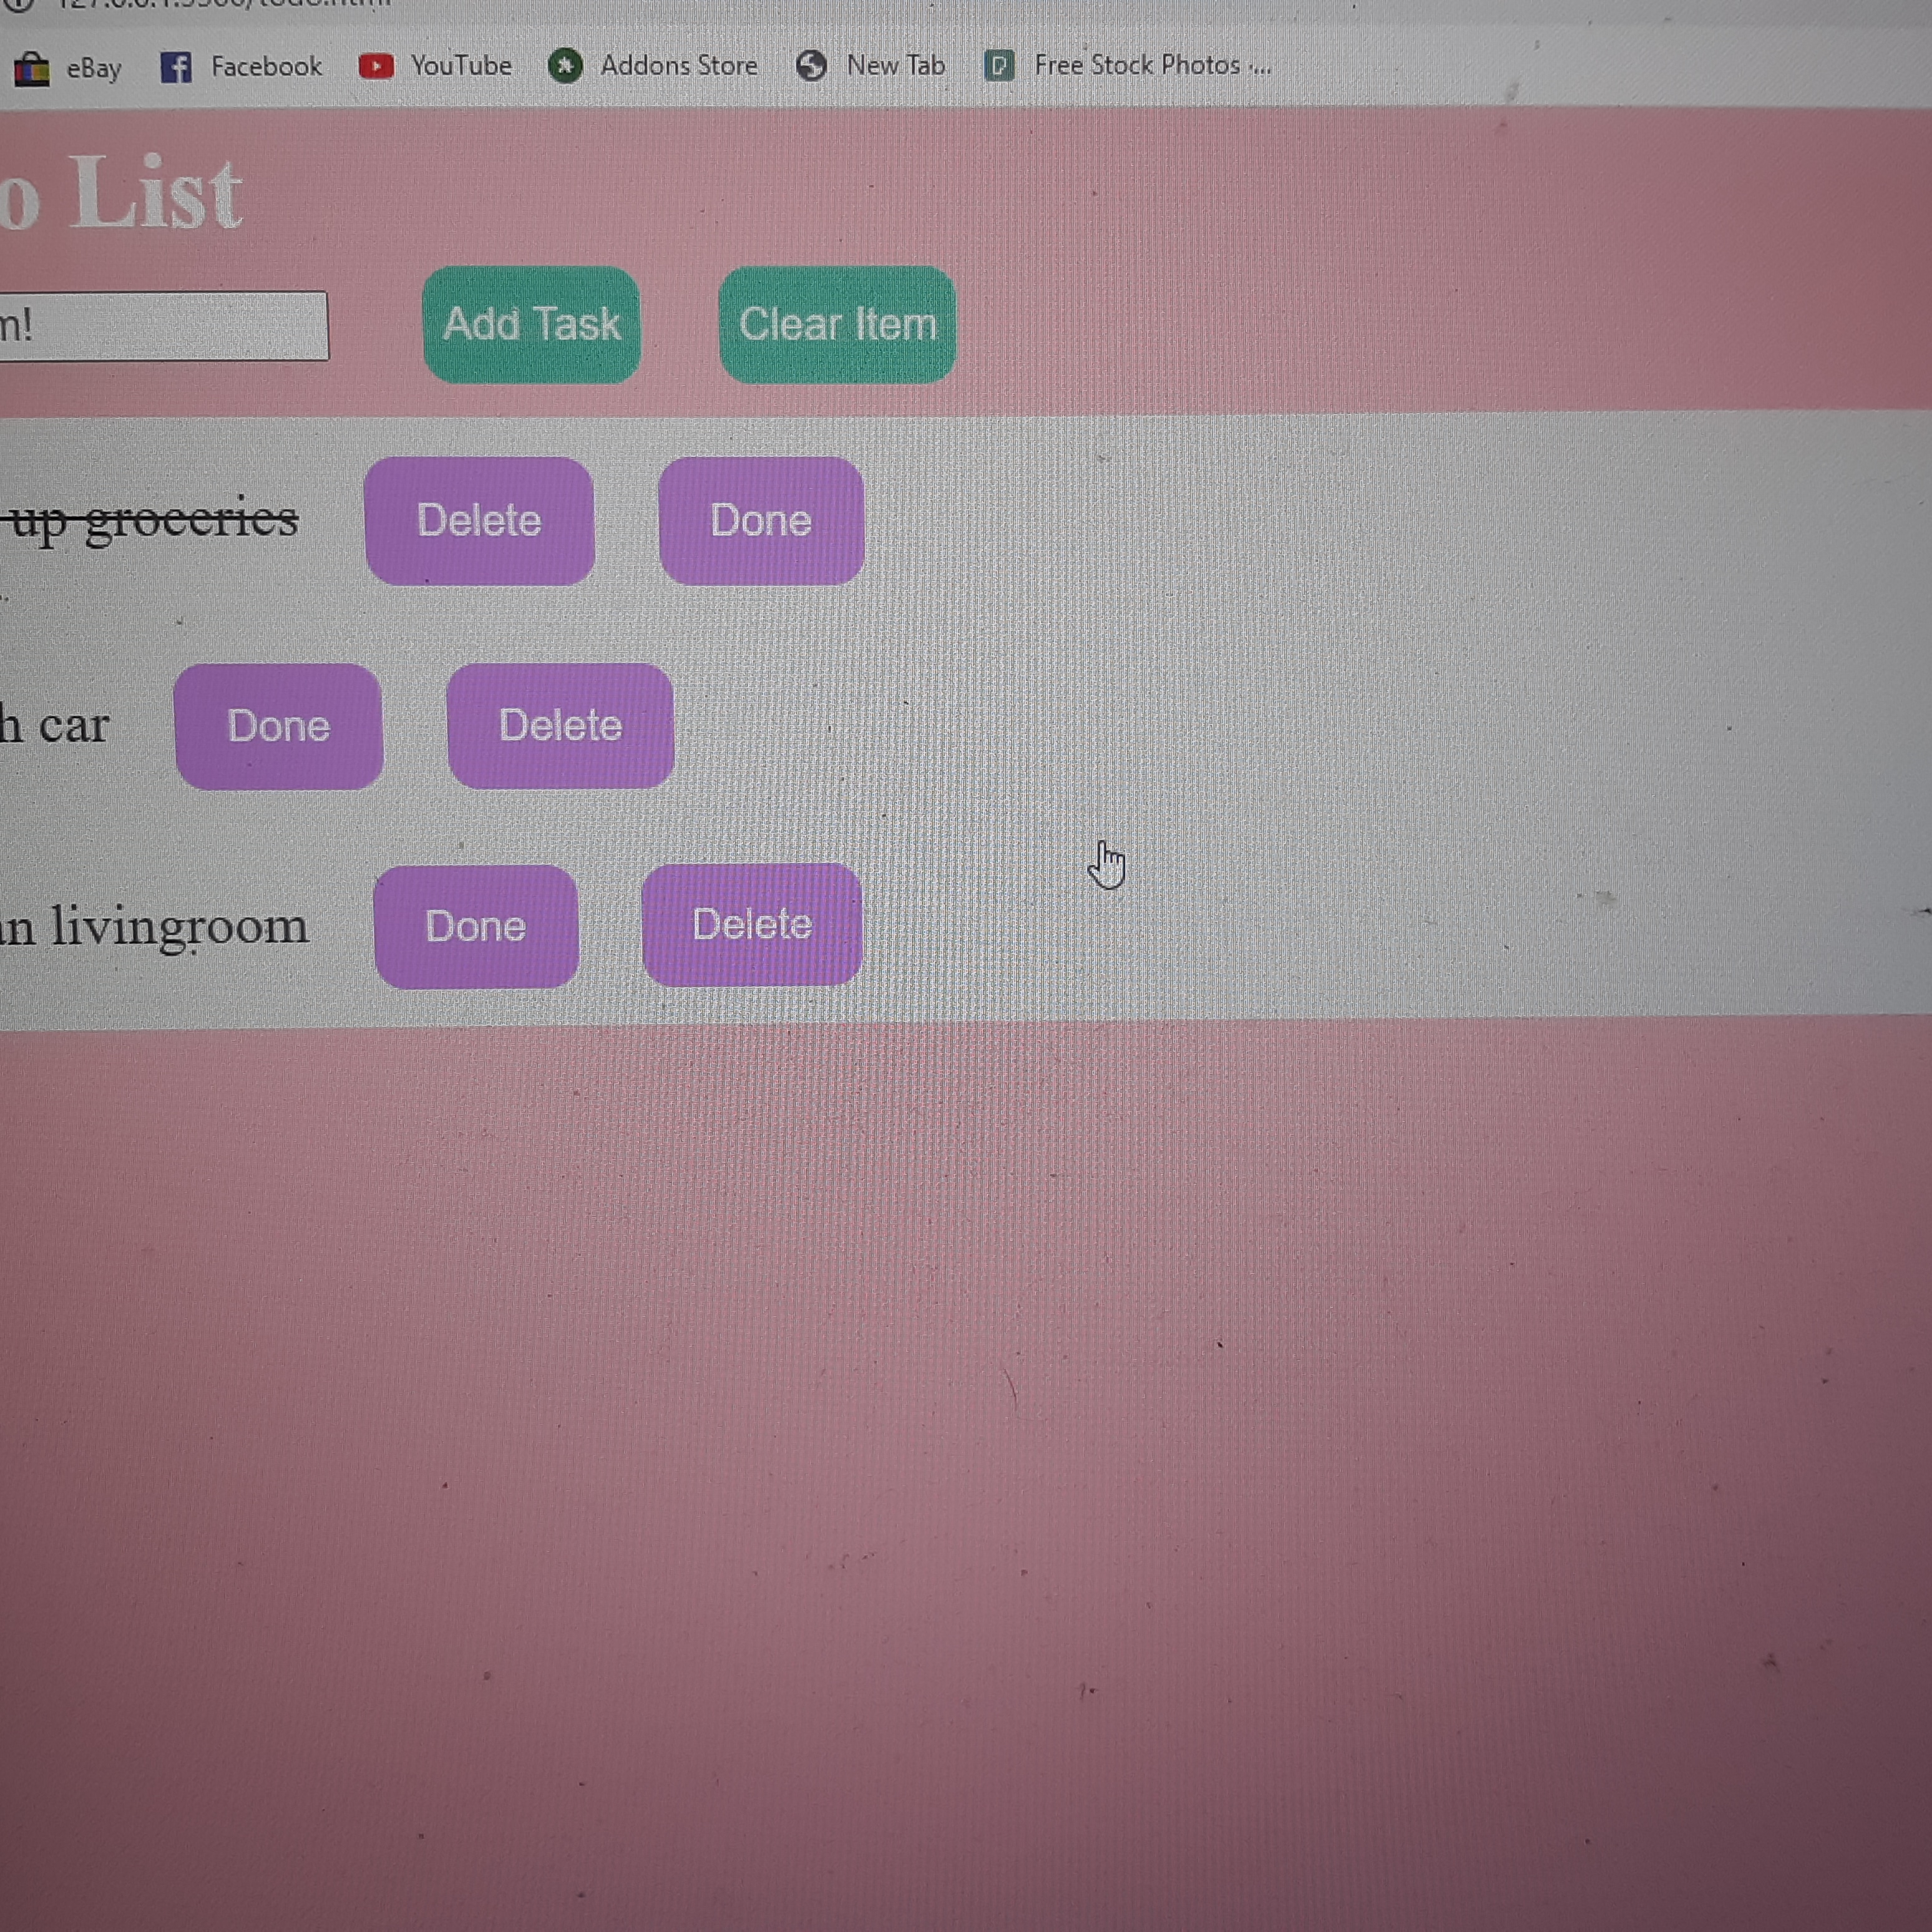 eBay Facebook YouTube Addons Store New Tab Free Stock Photos ·...
o List
m! Add Task Clear Item
up groceries Delete Done
h car Done Delete
an livingroom Done Delete